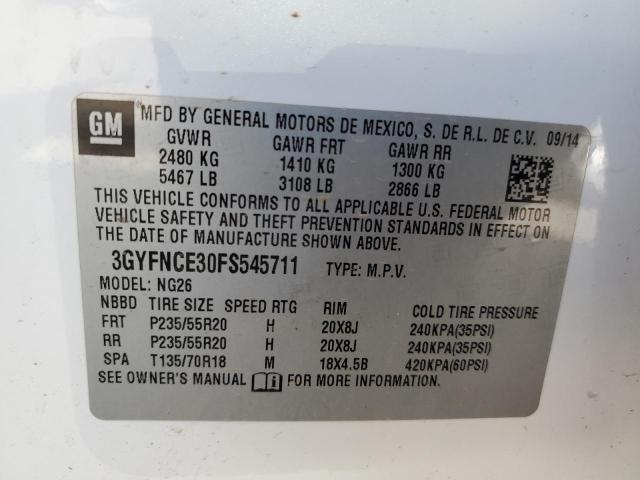 GM ® MFD BY GENERAL MOTORS DE MEXICO, S. DE R.L. DE C.V. 09/14
GVWR GAWR FRT GAWR RR
2480 KG 1410 KG 1300 KG
5467 LB 3108 LB 2866 LB
THIS VEHICLE CONFORMS TO ALL APPLICABLE U.S. FEDERAL MOTOR
VEHICLE SAFETY AND THEFT PREVENTION STANDARDS IN EFFECT ON
THE DATE OF MANUFACTURE SHOWN ABOVE.
3GYFNCE30FS545711 TYPE: M.P.V.
MODEL: NG26
NBBD TIRE SIZE SPEED RTG RIM COLD TIRE PRESSURE
FRT P235/55R20 H 20X8J 240KPA(35PSI)
RR P235/55R20 H 20X8J 240KPA(35PSI)
SPA T135/70R18 M 18X4.5B 420KPA(60PSI)
SEE OWNER'S MANUAL FOR MORE INFORMATION.